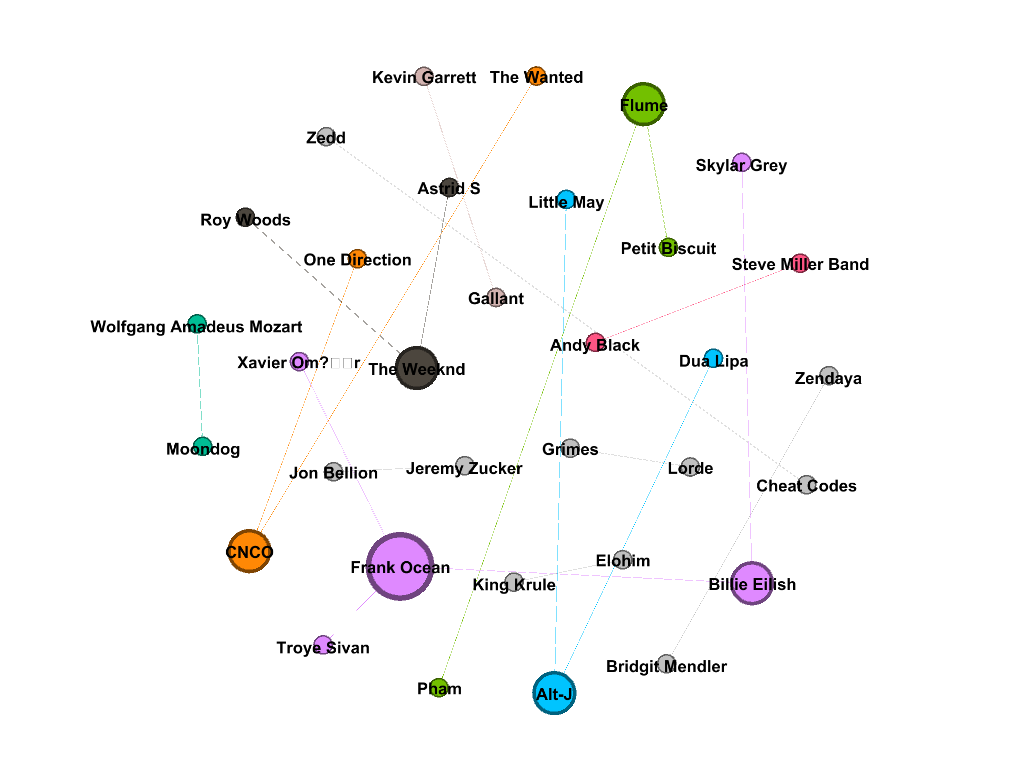 Kevin Garrett
The Wanted
Flume
Zedd
Skylar Grey
Astrid S
Little May
Roy Woods
Petit Biscuit
One Direction
Steve Miller Band
Gallant
Wolfgang Amadeus Mozart
Andy Black
Xavier Om?□□r
The Weeknd
Dua Lipa
Zendaya
Moondog
Grimes
Jon Bellion
Jeremy Zucker
Lorde
Cheat Codes
CNCO
Frank Ocean
Elohim
King Krule
Billie Eilish
Troye Sivan
Bridgit Mendler
Pham
Alt-J